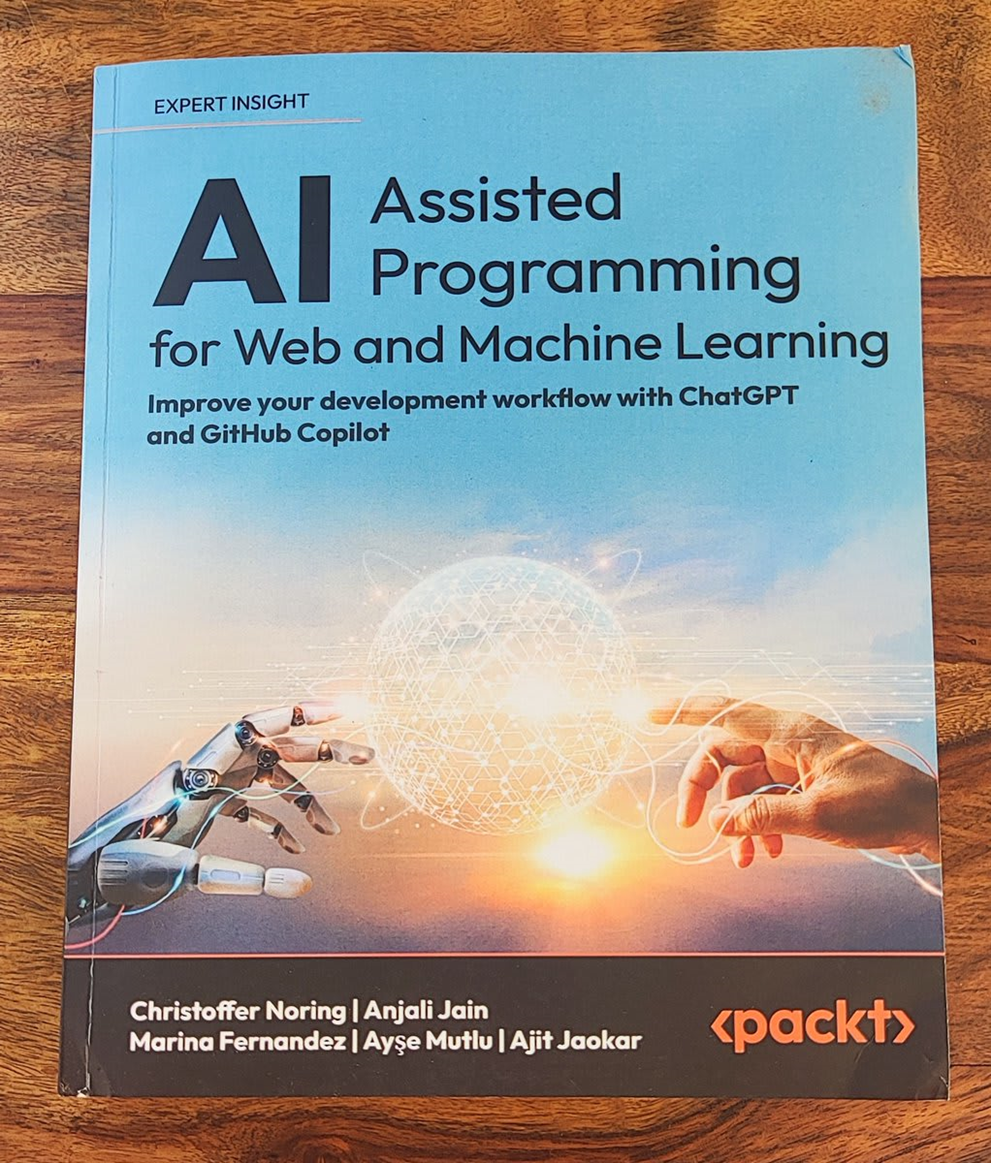 EXPERT INSIGHT
AI Assisted
Programming
for Web and Machine Learning
Improve your development workflow with ChatGPT
and GitHub Copilot
Christoffer Noring | Anjali Jain
Marina Fernandez | Ayşe Mutlu | Ajit Jaokar
<packt>